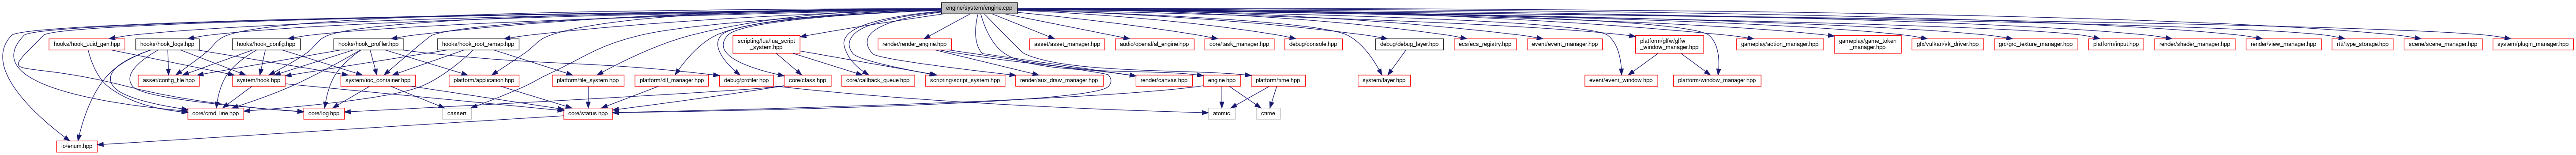 engine/system/engine.cpp
hooks/hook_uuid_gen.hpp
hooks/hook_logs.hpp
hooks/hook_config.hpp
hooks/hook_profiler.hpp
hooks/hook_root_remap.hpp
scripting/lua/lua_script
_system.hpp
render/render_engine.hpp
asset/asset_manager.hpp
audio/openal/al_engine.hpp
core/task_manager.hpp
debug/console.hpp
debug/debug_layer.hpp
ecs/ecs_registry.hpp
event/event_manager.hpp
platform/glfw/glfw
_window_manager.hpp
gameplay/action_manager.hpp
gameplay/game_token
_manager.hpp
gfx/vulkan/vk_driver.hpp
grc/grc_texture_manager.hpp
platform/input.hpp
render/shader_manager.hpp
render/view_manager.hpp
rtti/type_storage.hpp
scene/scene_manager.hpp
system/plugin_manager.hpp
asset/config_file.hpp
system/hook.hpp
system/ioc_container.hpp
platform/application.hpp
platform/file_system.hpp
platform/dll_manager.hpp
debug/profiler.hpp
core/class.hpp
core/callback_queue.hpp
scripting/script_system.hpp
render/aux_draw_manager.hpp
render/canvas.hpp
engine.hpp
platform/time.hpp
system/layer.hpp
event/event_window.hpp
platform/window_manager.hpp
core/cmd_line.hpp
core/log.hpp
cassert
core/status.hpp
atomic
ctime
io/enum.hpp